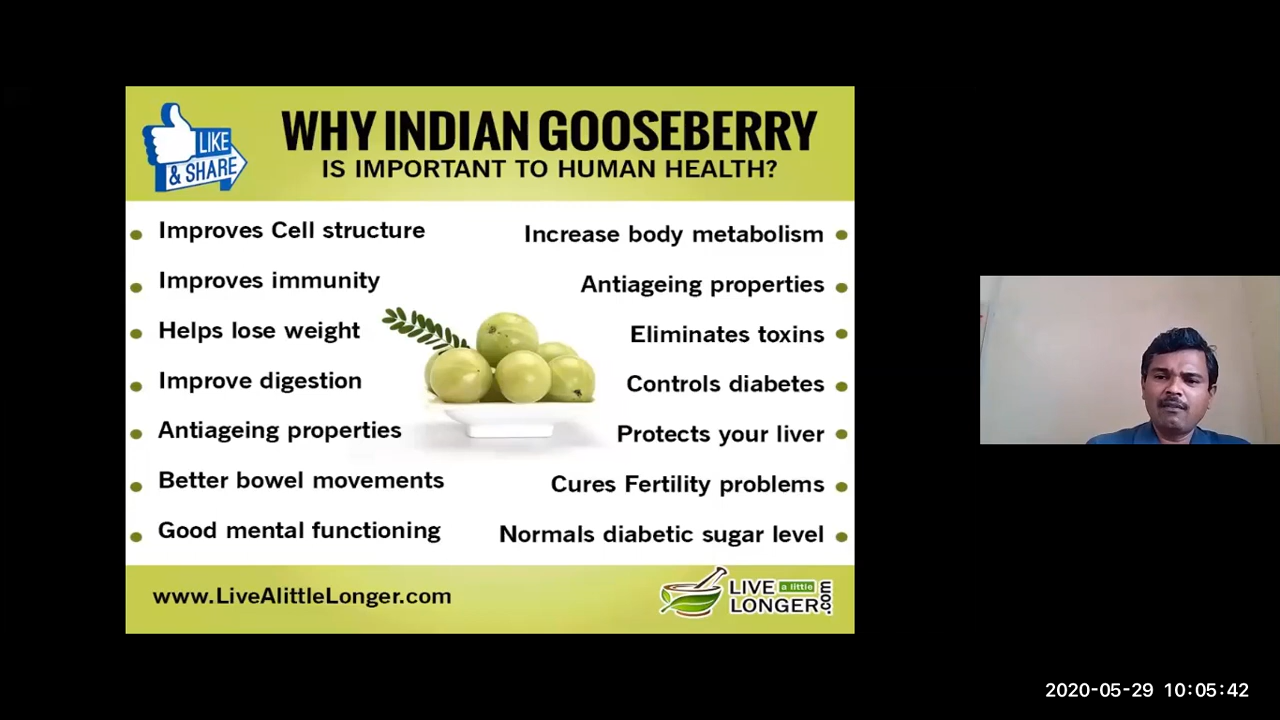 LIKE
& SHARE
WHY INDIAN GOOSEBERRY
IS IMPORTANT TO HUMAN HEALTH?
Improves Cell structure
Improves immunity
Helps lose weight
Improve digestion
Antiageing properties
Better bowel movements
Good mental functioning
Increase body metabolism
Antiageing properties
Eliminates toxins
Controls diabetes
Protects your liver
Cures Fertility problems
Normals diabetic sugar level
www.LiveAlittleLonger.com
LIVE a little
LONGER.com
2020-05-29 10:05:42